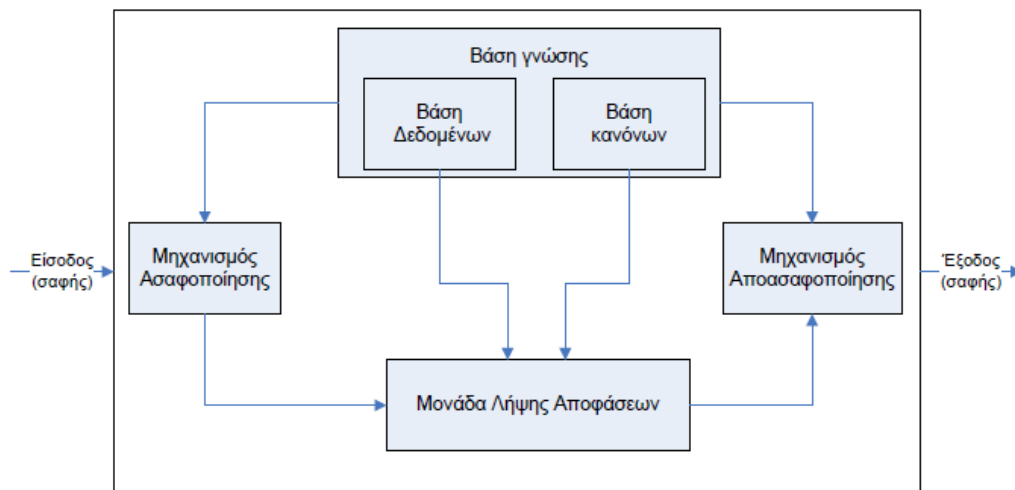 Βάση γνώσης
Βάση
Δεδομένων
Βάση
κανόνων
Είσοδος
(σαφής)
Μηχανισμός
Ασαφοποίησης
Μηχανισμός
Αποασαφοποίησης
Έξοδος
(σαφής)
Μονάδα Λήψης Αποφάσεων